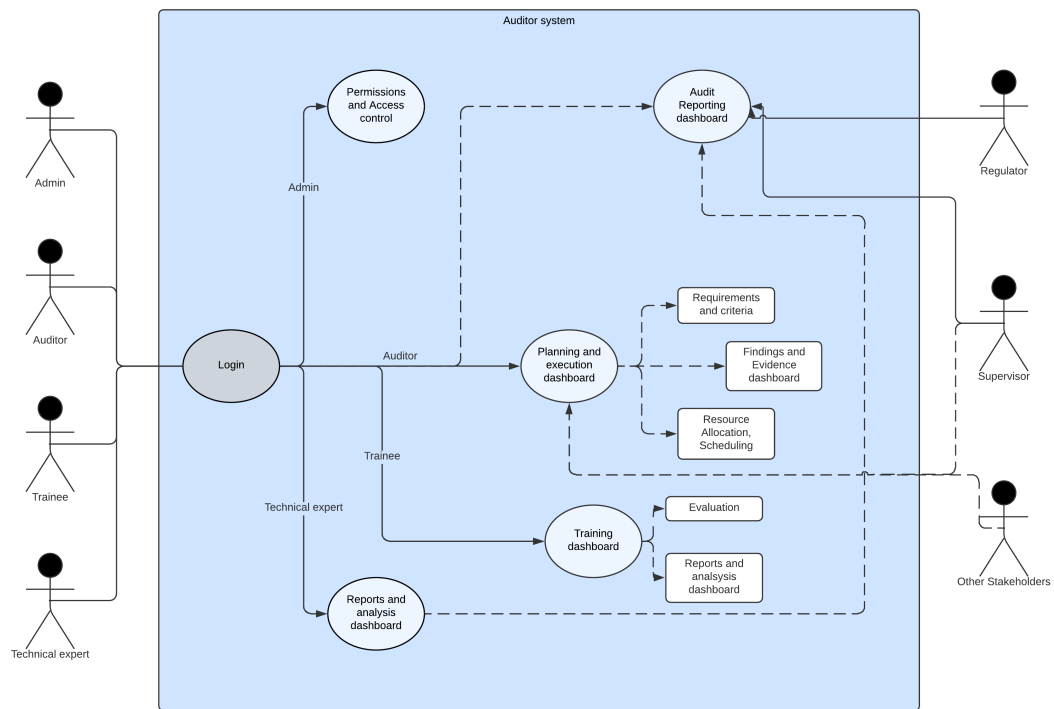 Auditor system
Permissions
and Access
control
Audit
Reporting
dashboard
Admin
Regulator
Admin
Auditor
Requirements
and criteria
Login
Auditor
Planning and
execution
dashboard
Findings and
Evidence
dashboard
Supervisor
Resource
Allocation,
Scheduling
Trainee
Trainee
Technical expert
Evaluation
Training
dashboard
Reports and
analsysis
dashboard
Other Stakeholders
Reports and
analysis
dashboard
Technical expert